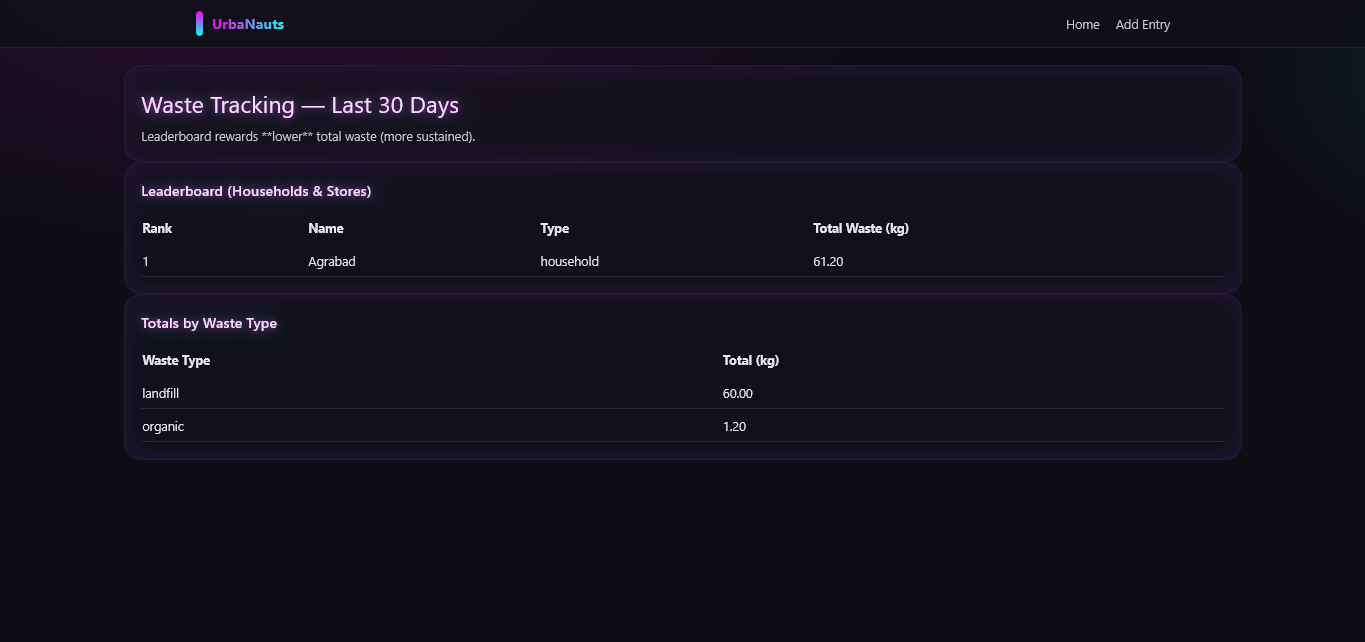 UrbaNauts Home Add Entry
Waste Tracking — Last 30 Days
Leaderboard rewards **lower** total waste (more sustained).
Leaderboard (Households & Stores)
Rank Name Type Total Waste (kg)
1 Agrabad household 61.20
Totals by Waste Type
Waste Type Total (kg)
landfill 60.00
organic 1.20